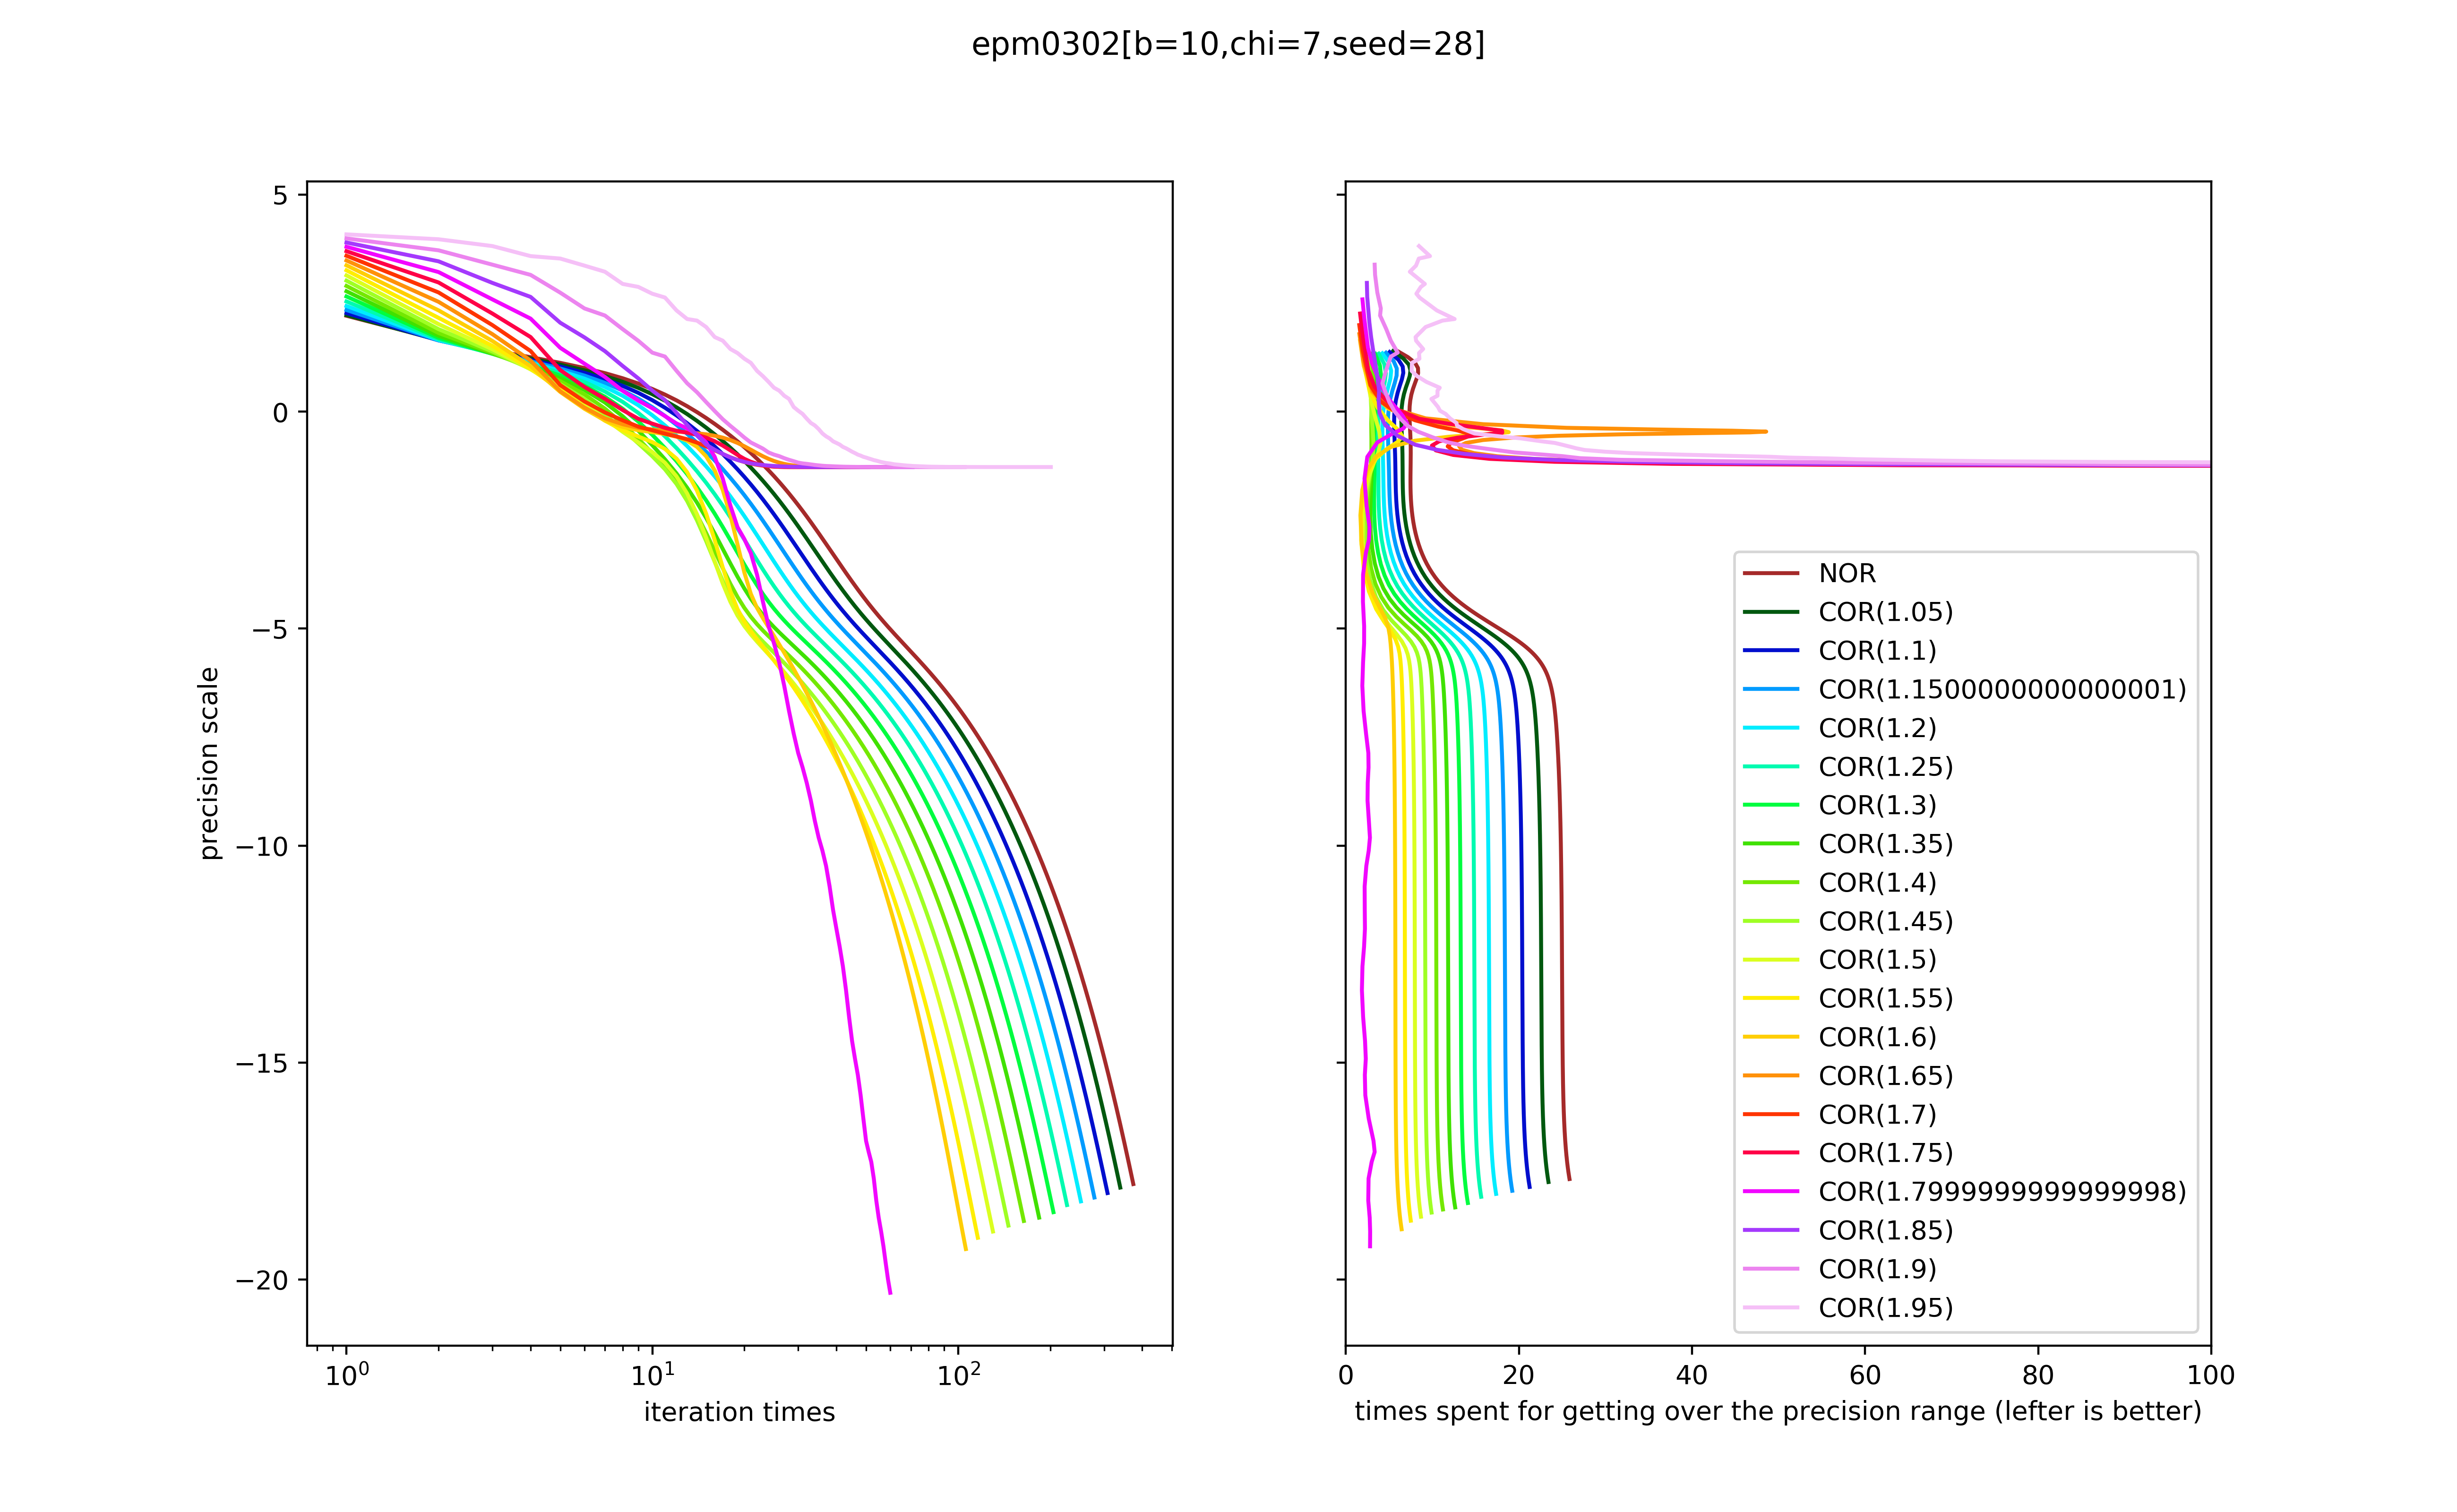 epm0302[b=10,chi=7,seed=28]
precision scale
5
0
−5
−10
−15
−20
10⁰ 10¹ 10²
iteration times
NOR
COR(1.05)
COR(1.1)
COR(1.1500000000000001)
COR(1.2)
COR(1.25)
COR(1.3)
COR(1.35)
COR(1.4)
COR(1.45)
COR(1.5)
COR(1.55)
COR(1.6)
COR(1.65)
COR(1.7)
COR(1.75)
COR(1.7999999999999998)
COR(1.85)
COR(1.9)
COR(1.95)
0 20 40 60 80 100
times spent for getting over the precision range (lefter is better)